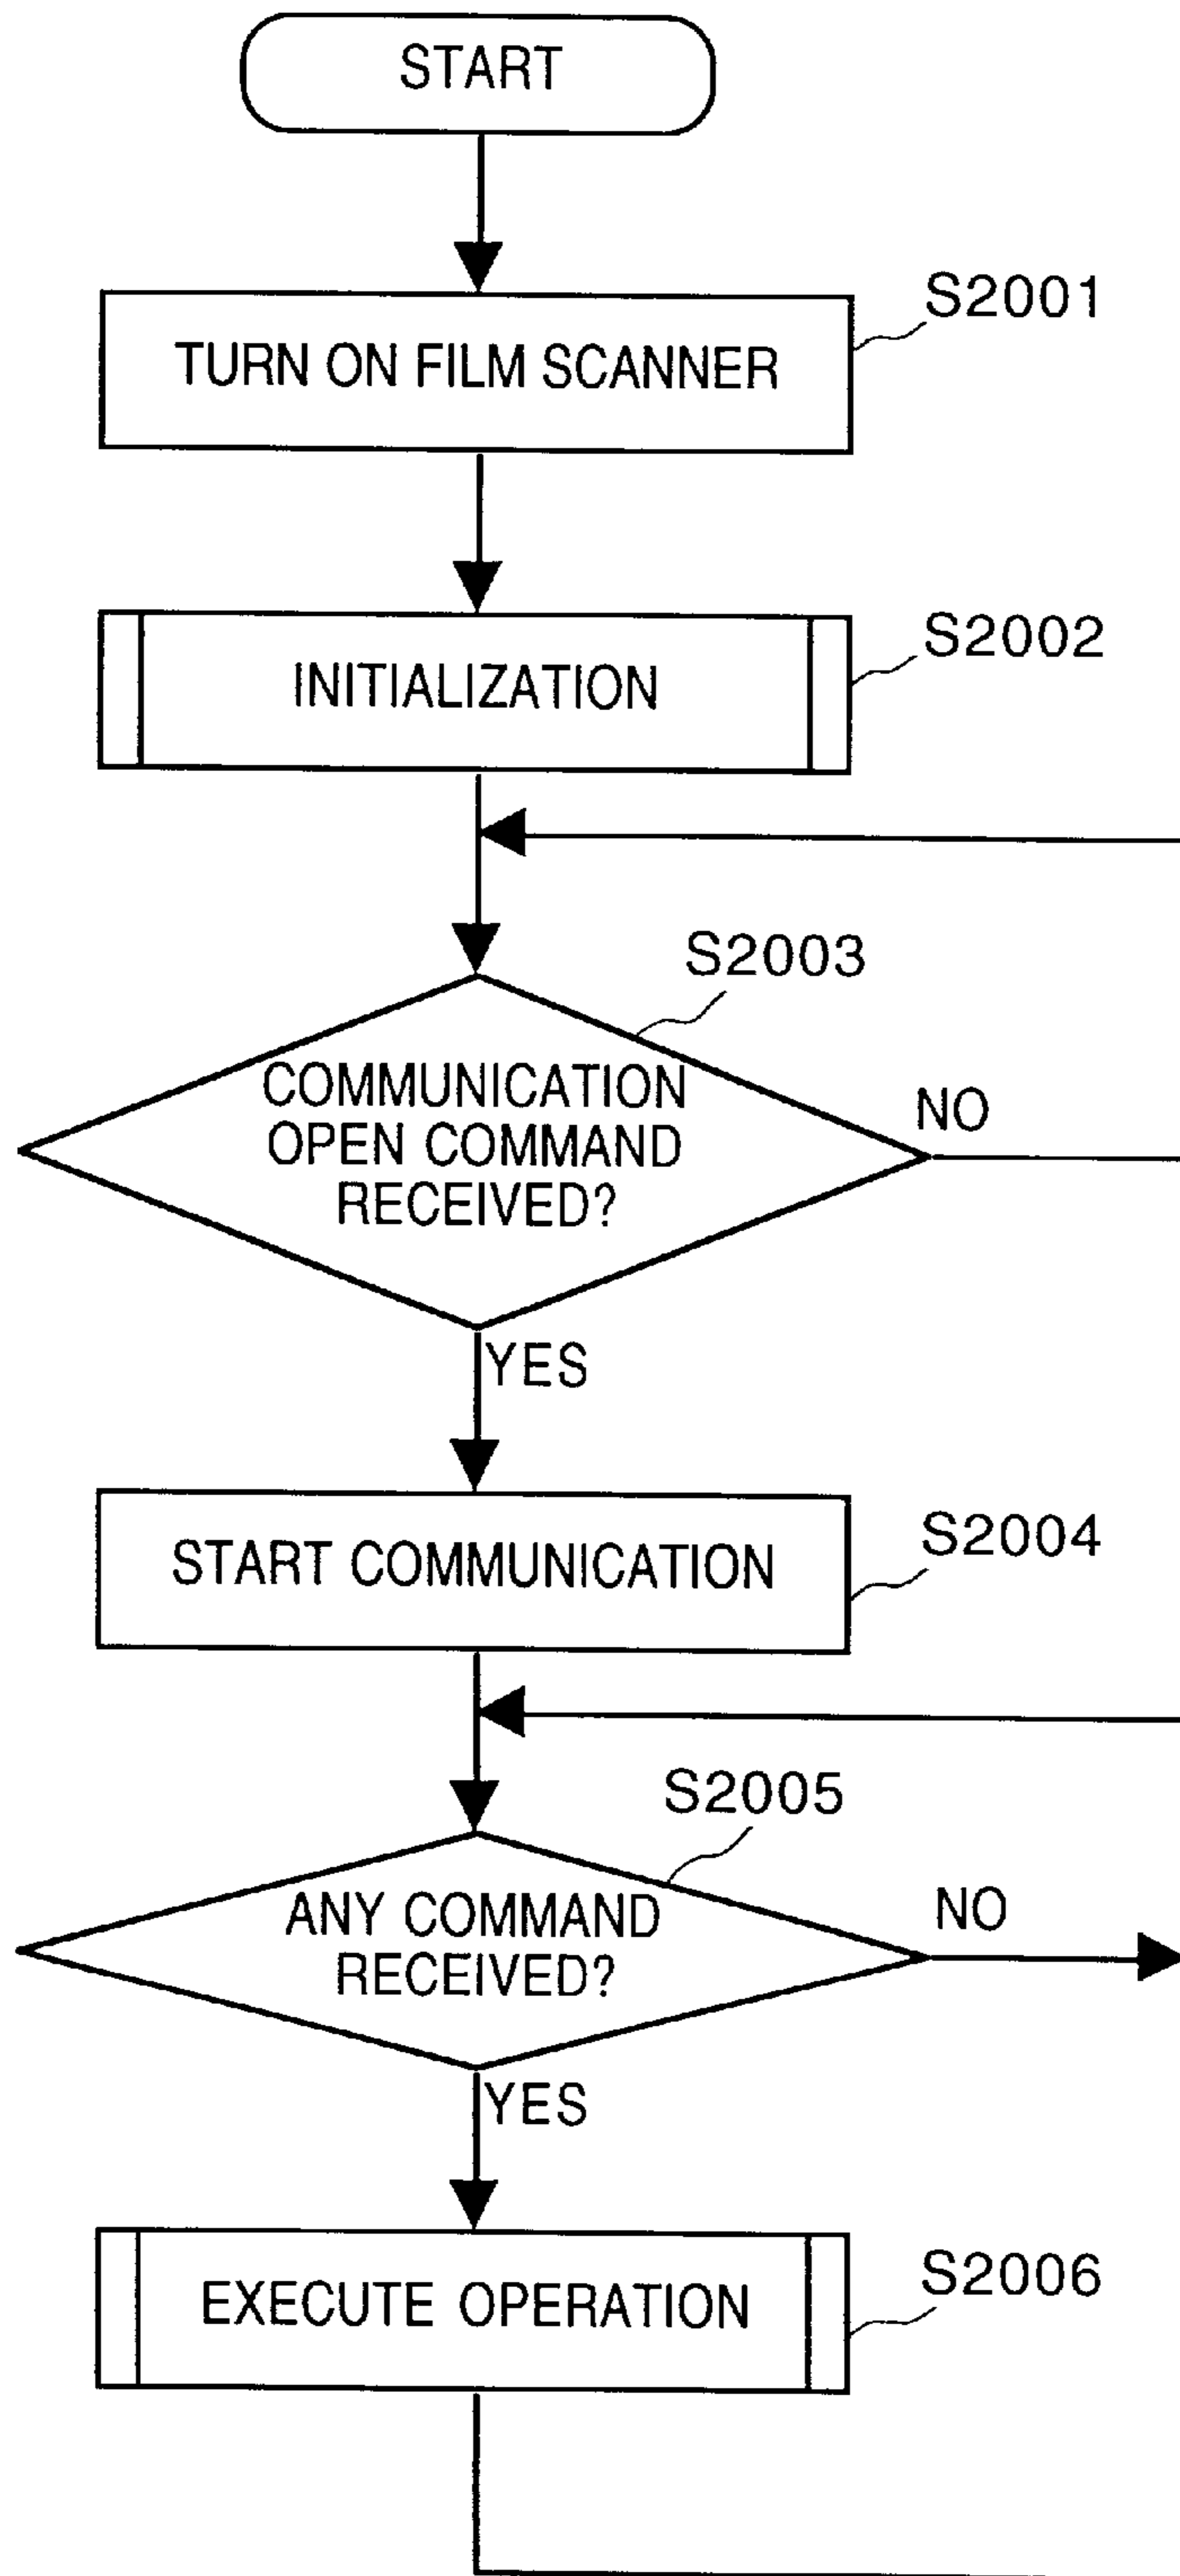 START
S2001
TURN ON FILM SCANNER
S2002
INITIALIZATION
S2003
COMMUNICATION
OPEN COMMAND
RECEIVED?
NO
YES
S2004
START COMMUNICATION
S2005
ANY COMMAND
RECEIVED?
NO
YES
S2006
EXECUTE OPERATION